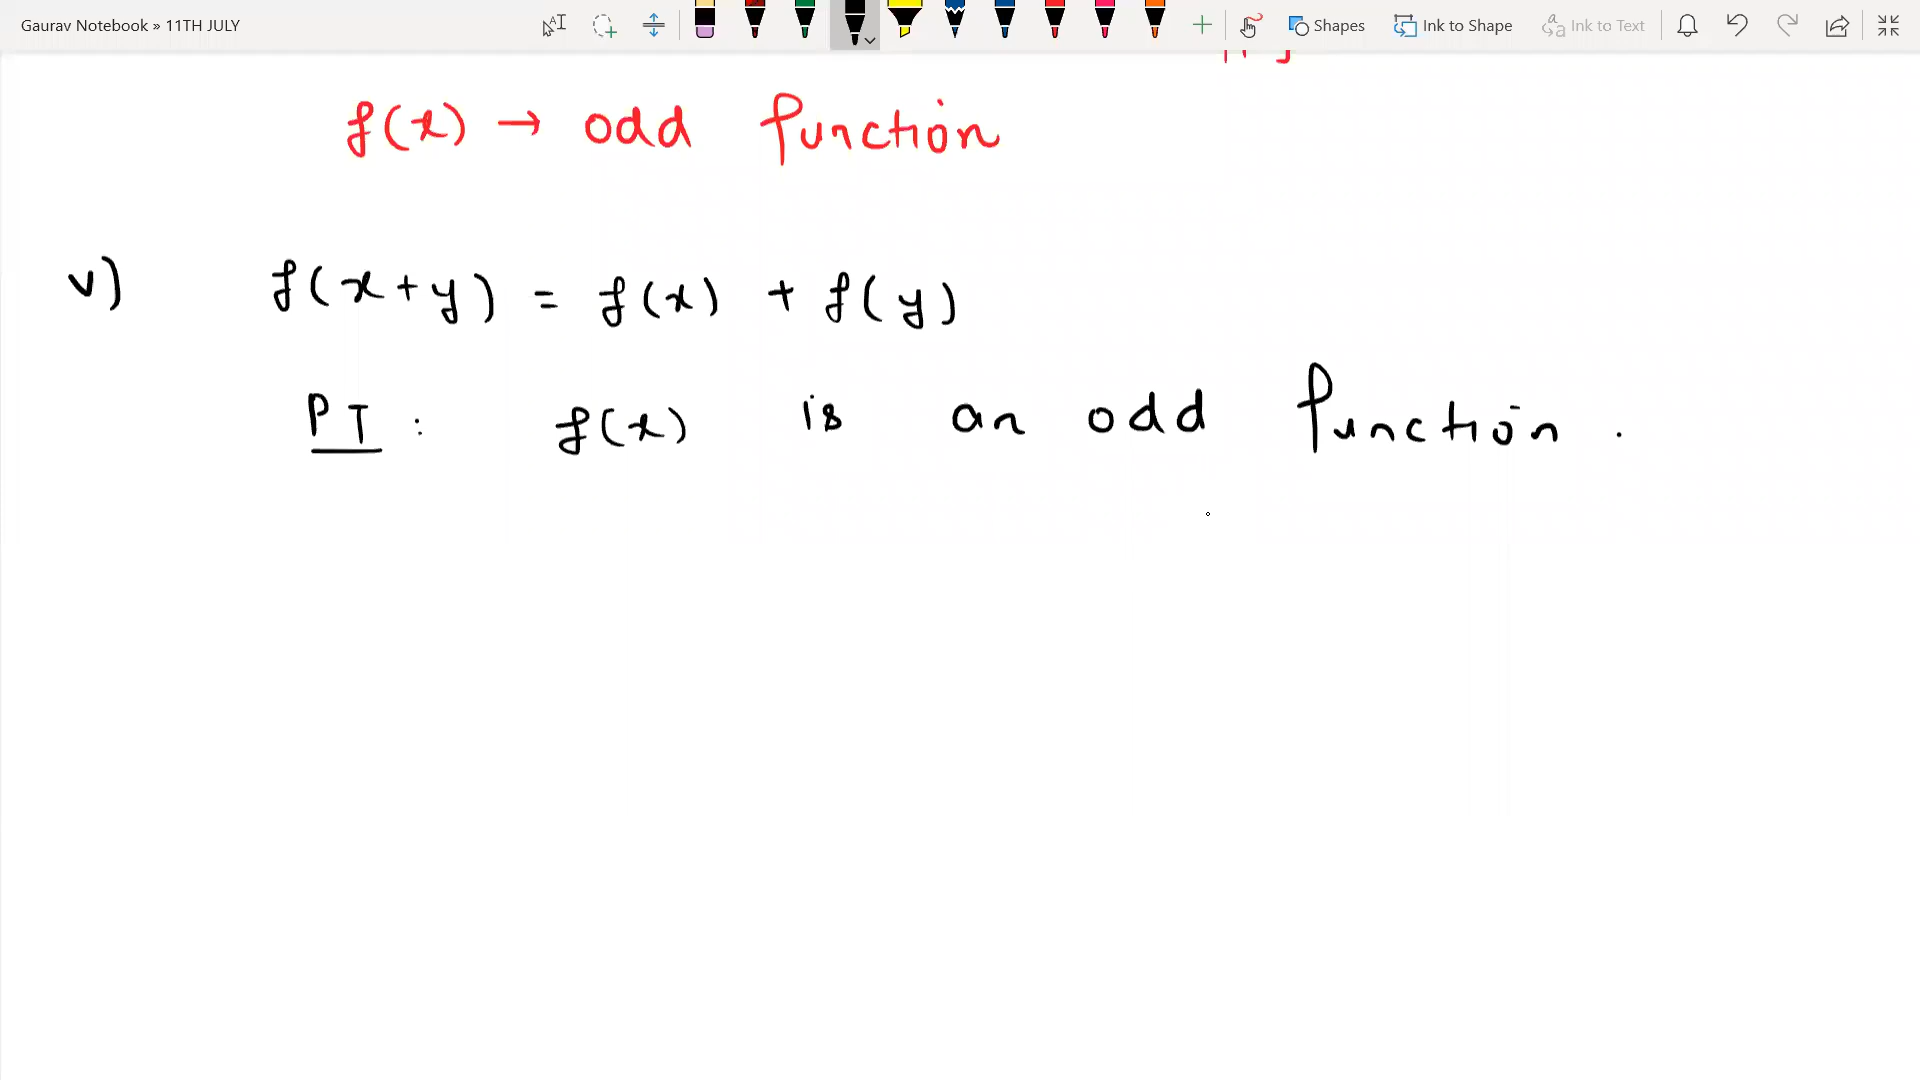 Gaurav Notebook » 11TH JULY
Shapes
Ink to Shape
Ink to Text
f(x) → odd function
v) f(x+y) = f(x) + f(y)
PT : f(x) is an odd function .